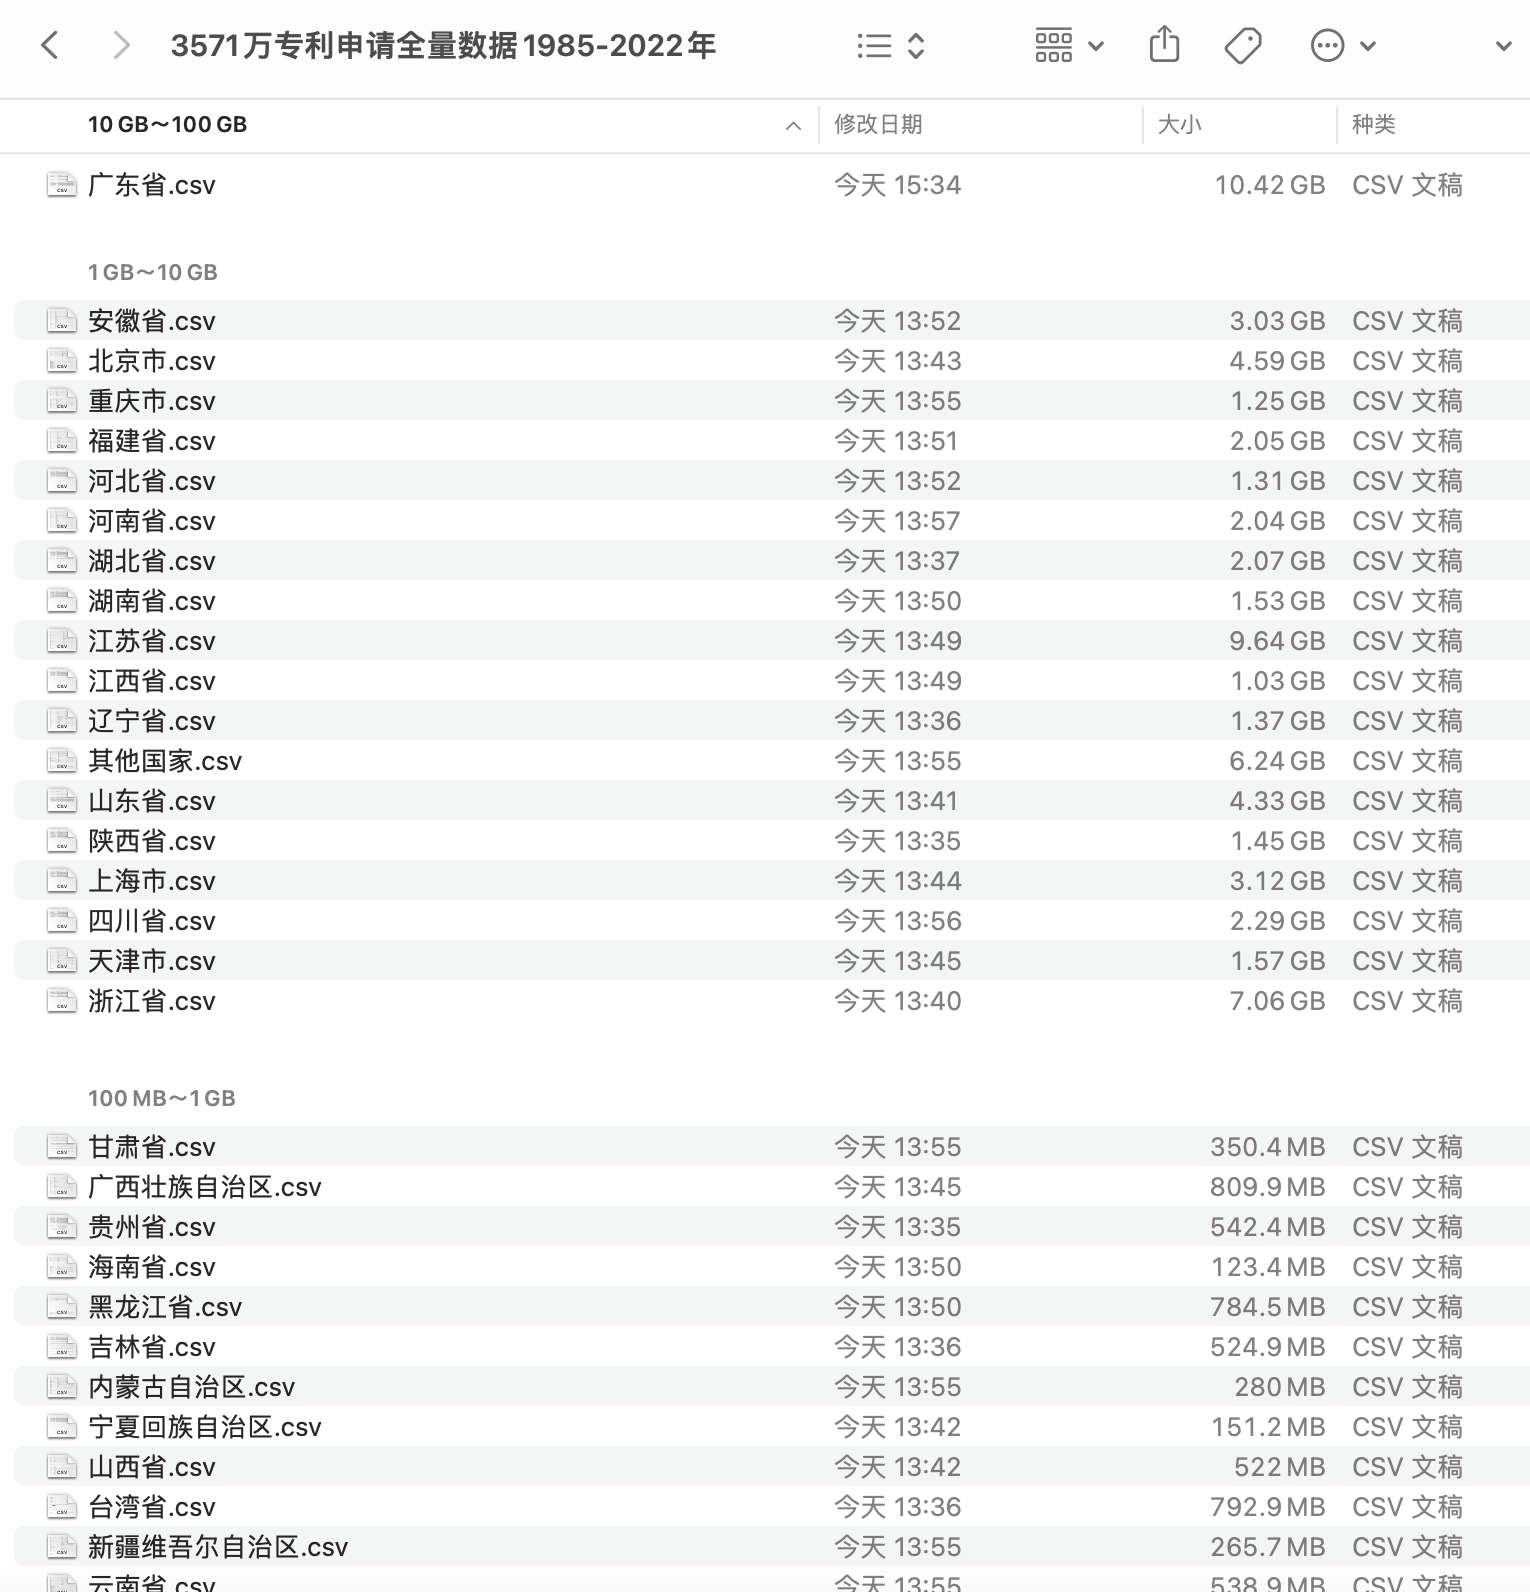 3571万专利申请全量数据1985-2022年
10 GB～100 GB 修改日期 大小 种类
广东省.csv 今天 15:34 10.42 GB CSV 文稿
1 GB～10 GB
安徽省.csv 今天 13:52 3.03 GB CSV 文稿
北京市.csv 今天 13:43 4.59 GB CSV 文稿
重庆市.csv 今天 13:55 1.25 GB CSV 文稿
福建省.csv 今天 13:51 2.05 GB CSV 文稿
河北省.csv 今天 13:52 1.31 GB CSV 文稿
河南省.csv 今天 13:57 2.04 GB CSV 文稿
湖北省.csv 今天 13:37 2.07 GB CSV 文稿
湖南省.csv 今天 13:50 1.53 GB CSV 文稿
江苏省.csv 今天 13:49 9.64 GB CSV 文稿
江西省.csv 今天 13:49 1.03 GB CSV 文稿
辽宁省.csv 今天 13:36 1.37 GB CSV 文稿
其他国家.csv 今天 13:55 6.24 GB CSV 文稿
山东省.csv 今天 13:41 4.33 GB CSV 文稿
陕西省.csv 今天 13:35 1.45 GB CSV 文稿
上海市.csv 今天 13:44 3.12 GB CSV 文稿
四川省.csv 今天 13:56 2.29 GB CSV 文稿
天津市.csv 今天 13:45 1.57 GB CSV 文稿
浙江省.csv 今天 13:40 7.06 GB CSV 文稿
100 MB～1 GB
甘肃省.csv 今天 13:55 350.4 MB CSV 文稿
广西壮族自治区.csv 今天 13:45 809.9 MB CSV 文稿
贵州省.csv 今天 13:35 542.4 MB CSV 文稿
海南省.csv 今天 13:50 123.4 MB CSV 文稿
黑龙江省.csv 今天 13:50 784.5 MB CSV 文稿
吉林省.csv 今天 13:36 524.9 MB CSV 文稿
内蒙古自治区.csv 今天 13:55 280 MB CSV 文稿
宁夏回族自治区.csv 今天 13:42 151.2 MB CSV 文稿
山西省.csv 今天 13:42 522 MB CSV 文稿
台湾省.csv 今天 13:36 792.9 MB CSV 文稿
新疆维吾尔自治区.csv 今天 13:55 265.7 MB CSV 文稿
云南省.csv 今天 13:55 538.9 MB CSV 文稿